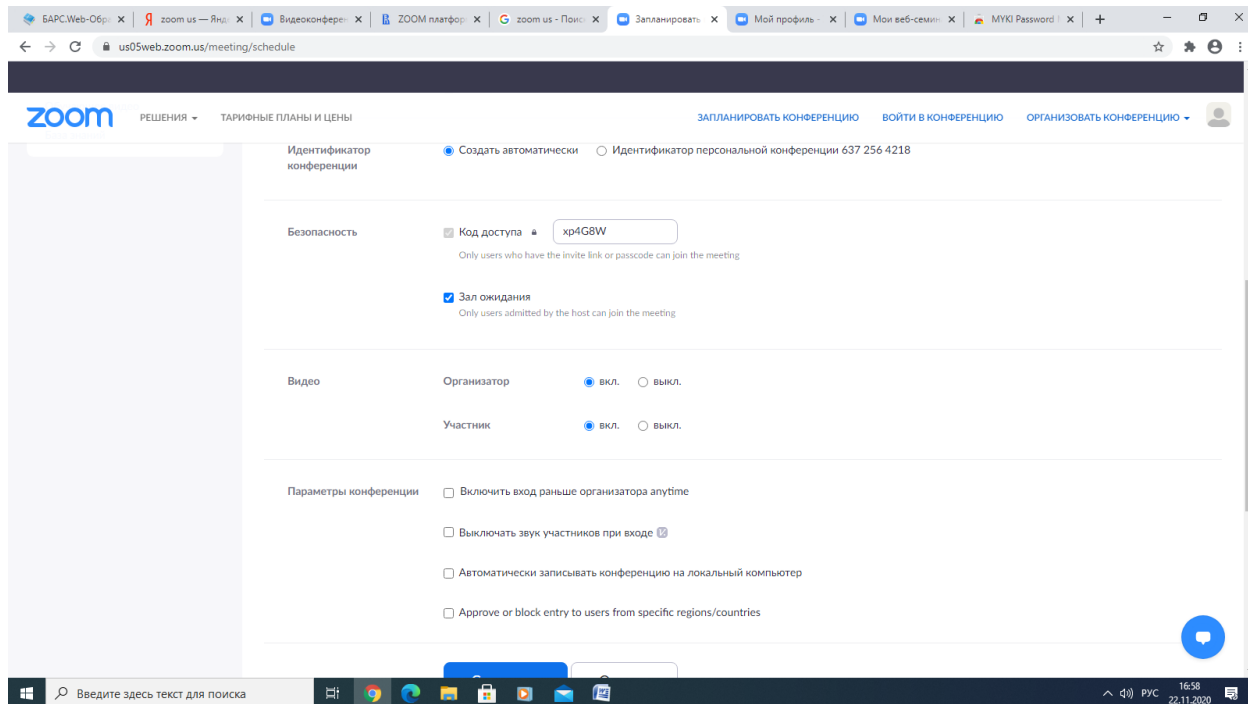 БАРС.Web-Обра
zoom us — Янде
Видеоконферен
ZOOM платфор
zoom us - Поис
Запланировать
Мой профиль -
Мои веб-семин
MYKI Password
us05web.zoom.us/meeting/schedule
zoom РЕШЕНИЯ ТАРИФНЫЕ ПЛАНЫ И ЦЕНЫ ЗАПЛАНИРОВАТЬ КОНФЕРЕНЦИЮ ВОЙТИ В КОНФЕРЕНЦИЮ ОРГАНИЗОВАТЬ КОНФЕРЕНЦИЮ
Идентификатор
конференции
Создать автоматически Идентификатор персональной конференции 637 256 4218
Безопасность Код доступа xp4G8W
Only users who have the invite link or passcode can join the meeting
Зал ожидания
Only users admitted by the host can join the meeting
Видео Организатор вкл. выкл.
Участник вкл. выкл.
Параметры конференции Включить вход раньше организатора anytime
Выключать звук участников при входе
Автоматически записывать конференцию на локальный компьютер
Approve or block entry to users from specific regions/countries
Введите здесь текст для поиска
РУС
16:58
22.11.2020